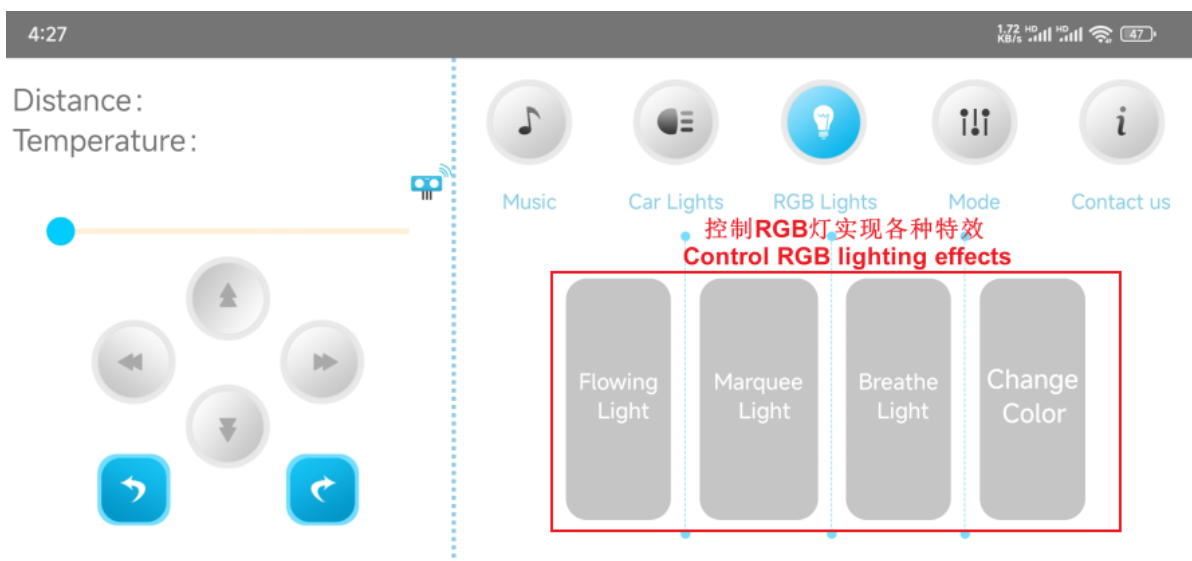 4:27
1.72 KB/s HD HD 47
Distance:
Temperature:
Music
Car Lights
RGB Lights
Mode
Contact us
控制RGB灯实现各种特效
Control RGB lighting effects
Flowing
Light
Marquee
Light
Breathe
Light
Change
Color